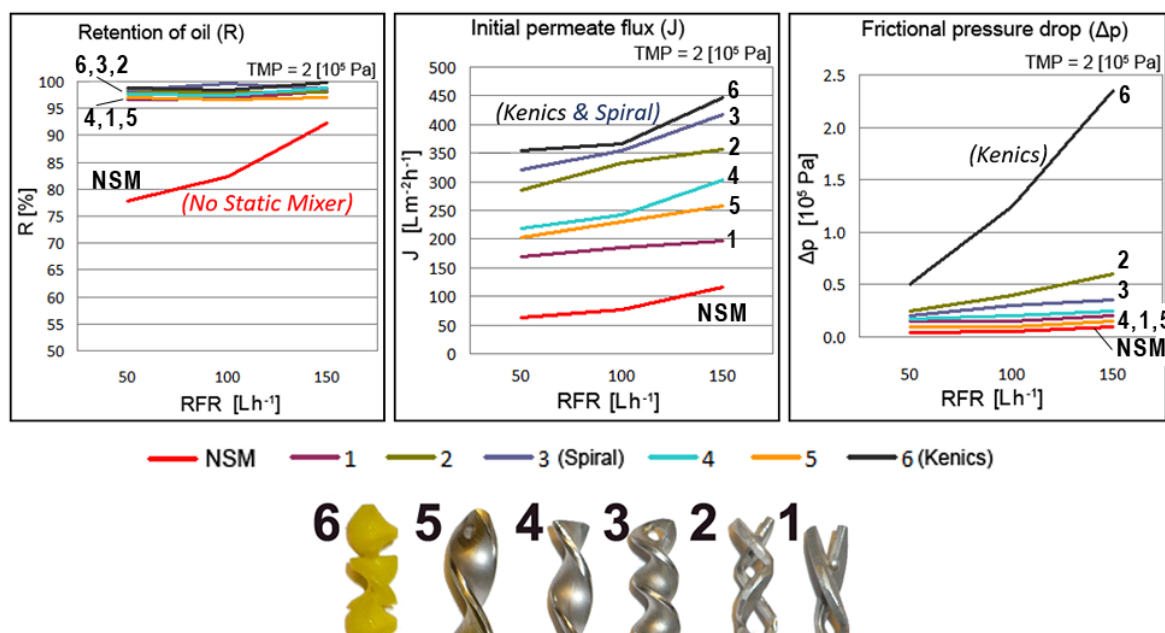 Retention of oil (R)
TMP = 2 [10⁵ Pa]
100
95
90
85
80
75
70
65
60
55
50
R [%]
6,3,2
4,1,5
NSM
(No Static Mixer)
50 100 150
RFR [Lh⁻¹]
Initial permeate flux (J)
TMP = 2 [10⁵ Pa]
500
450
400
350
300
250
200
150
100
50
0
J [Lm⁻²h⁻¹]
(Kenics & Spiral)
6
3
2
4
5
1
NSM
50 100 150
RFR [Lh⁻¹]
Frictional pressure drop (Δp)
TMP = 2 [10⁵ Pa]
2.5
2.0
1.5
1.0
0.5
0.0
Δp [10⁵ Pa]
(Kenics)
6
2
3
4,1,5
NSM
50 100 150
RFR [Lh⁻¹]
NSM 1 2 3 (Spiral) 4 5 6 (Kenics)
6 5 4 3 2 1